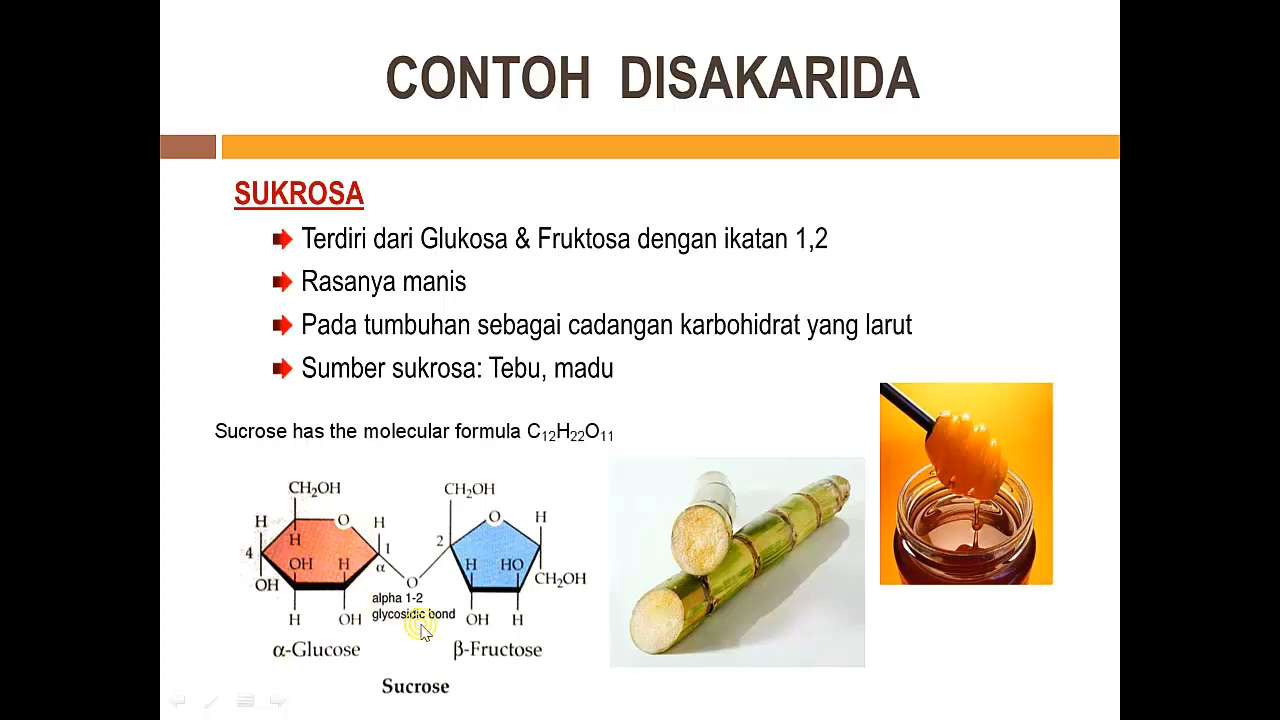 CONTOH DISAKARIDA
SUKROSA
Terdiri dari Glukosa & Fruktosa dengan ikatan 1,2
Rasanya manis
Pada tumbuhan sebagai cadangan karbohidrat yang larut
Sumber sukrosa: Tebu, madu
Sucrose has the molecular formula C₁₂H₂₂O₁₁
CH₂OH CH₂OH
H O H O H
4 H 1 2
OH H α H HO
OH O CH₂OH
alpha 1-2
glycosidic bond
H OH OH H
α-Glucose β-Fructose
Sucrose